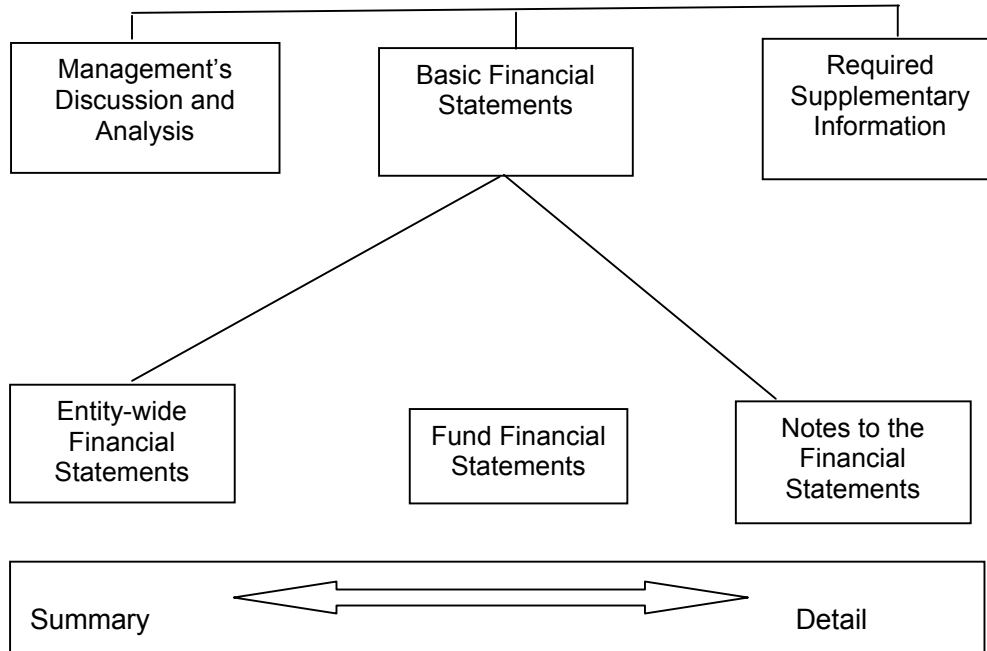 Management’s
Discussion and
Analysis
Basic Financial
Statements
Required
Supplementary
Information
Entity-wide
Financial
Statements
Fund Financial
Statements
Notes to the
Financial
Statements
Summary
Detail